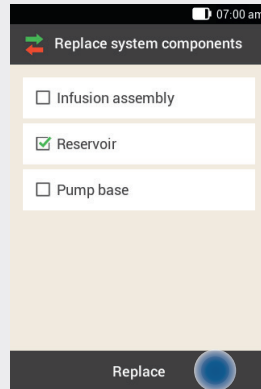 07:00 am
Replace system components
Infusion assembly
Reservoir
Pump base
Replace